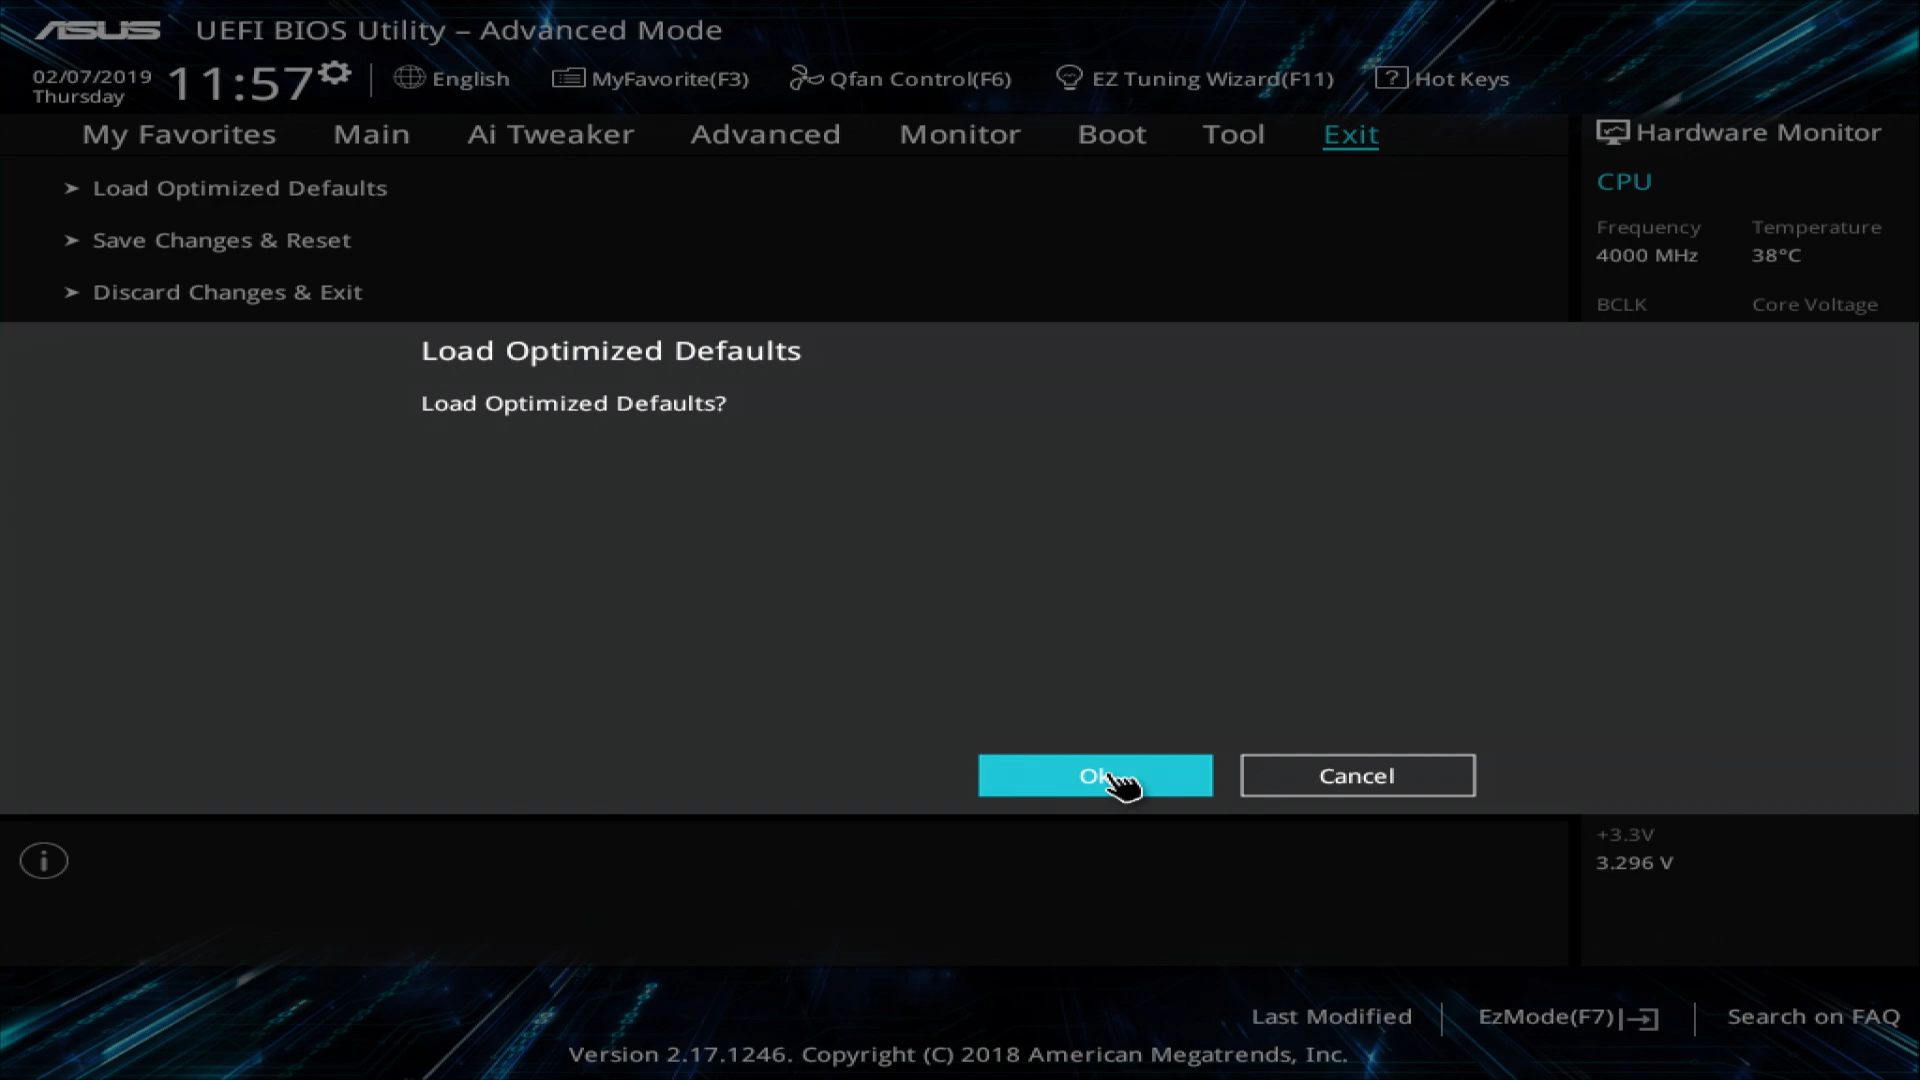 ASUS UEFI BIOS Utility – Advanced Mode
02/07/2019
Thursday
11:57
English
MyFavorite(F3)
Qfan Control(F6)
EZ Tuning Wizard(F11)
? Hot Keys
My Favorites
Main
Ai Tweaker
Advanced
Monitor
Boot
Tool
Exit
Hardware Monitor
Load Optimized Defaults
Save Changes & Reset
Discard Changes & Exit
CPU
Frequency Temperature
4000 MHz 38°C
BCLK Core Voltage
Load Optimized Defaults
Load Optimized Defaults?
Ok
Cancel
+3.3V
3.296 V
Last Modified
EzMode(F7)
Search on FAQ
Version 2.17.1246. Copyright (C) 2018 American Megatrends, Inc.